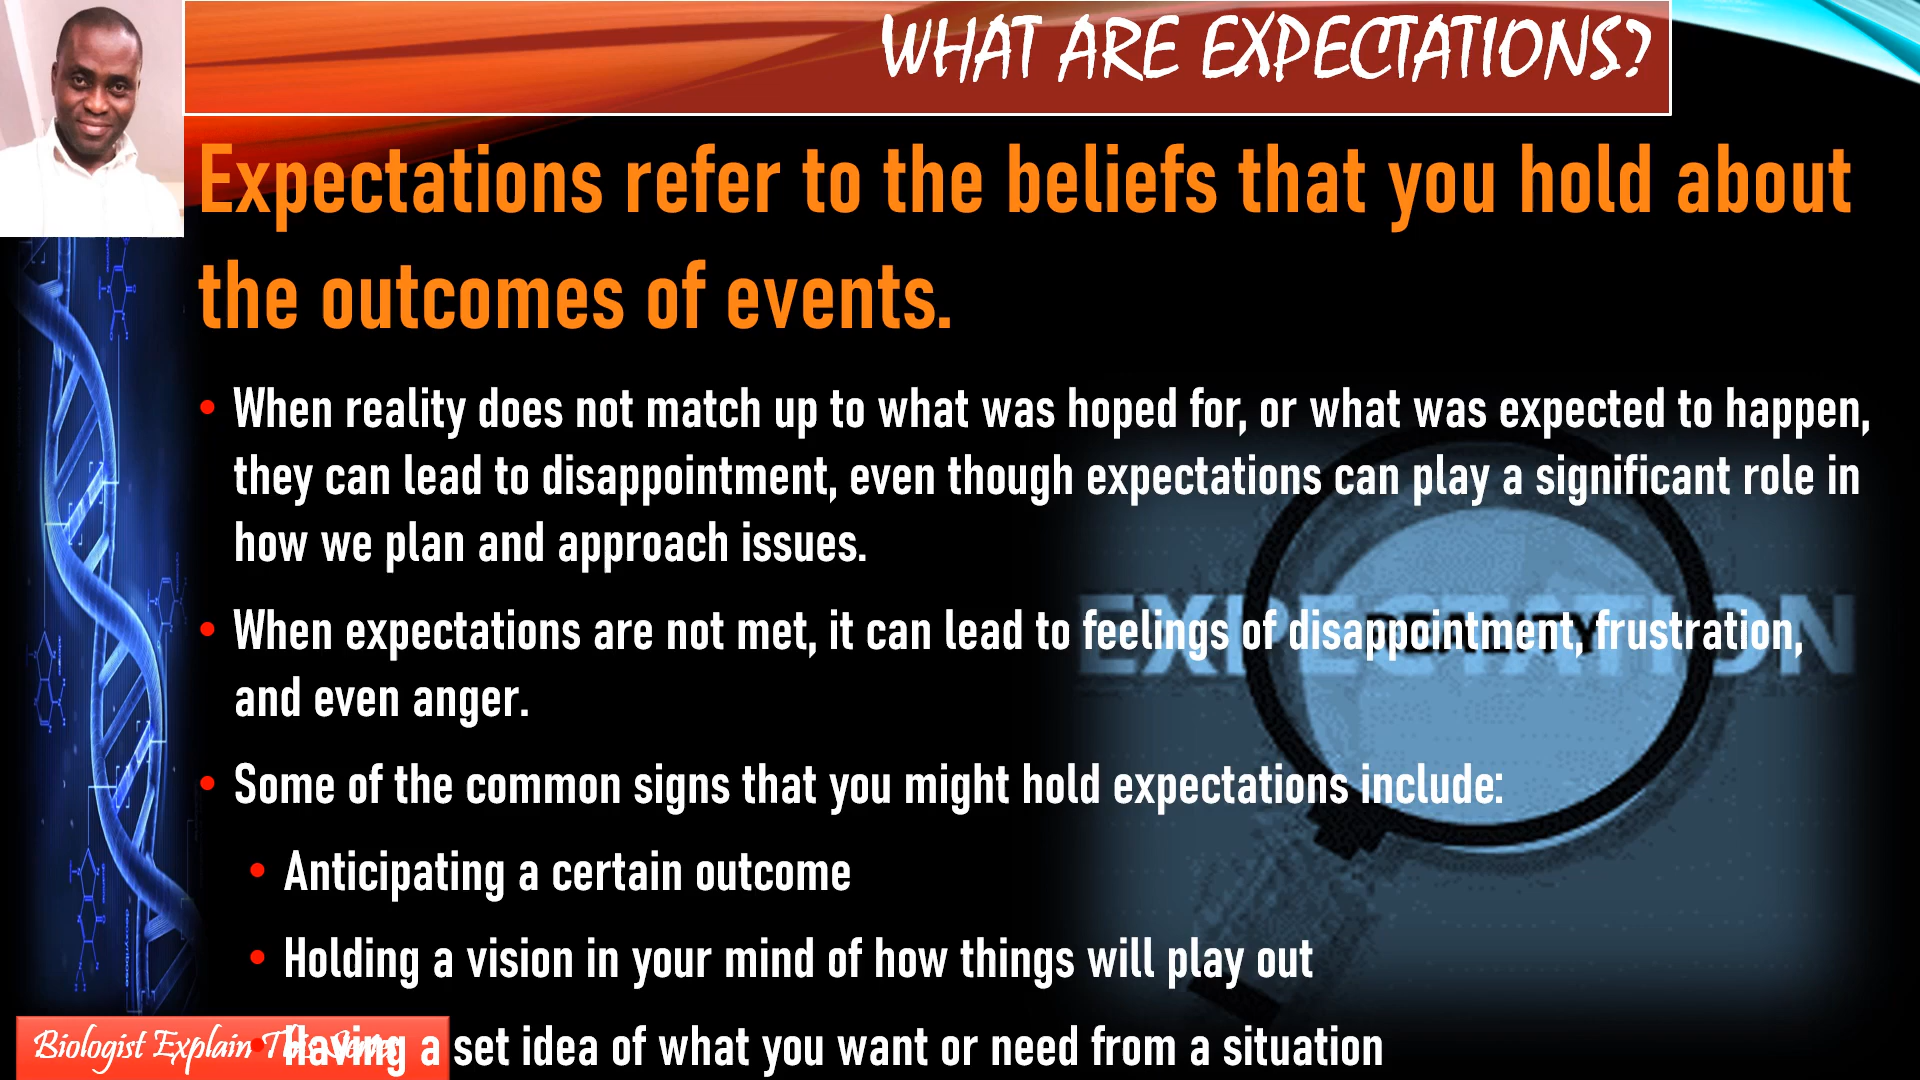 WHAT ARE EXPECTATIONS?
Expectations refer to the beliefs that you hold about
the outcomes of events.
• When reality does not match up to what was hoped for, or what was expected to happen,
they can lead to disappointment, even though expectations can play a significant role in
how we plan and approach issues.
• When expectations are not met, it can lead to feelings of disappointment, frustration,
and even anger.
EXPECTATION
• Some of the common signs that you might hold expectations include:
• Anticipating a certain outcome
• Holding a vision in your mind of how things will play out
• Having a set idea of what you want or need from a situation
Biologist Explain This Series